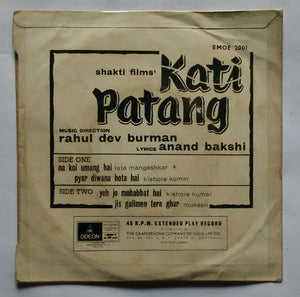 EMOE 2001
shakti films'
Kati
Patang
MUSIC DIRECTION
rahul dev burman
LYRICS anand bakshi
SIDE ONE
na koi umang hai lata mangeshkar *
pyar diwana hota hai kishore kumar
SIDE TWO yeh jo mohabbat hai kishore kumar
jis galimen tera ghar mukesh
ODEON
45 R.P.M. EXTENDED PLAY RECORD
THE GRAMOPHONE COMPANY OF INDIA LIMITED